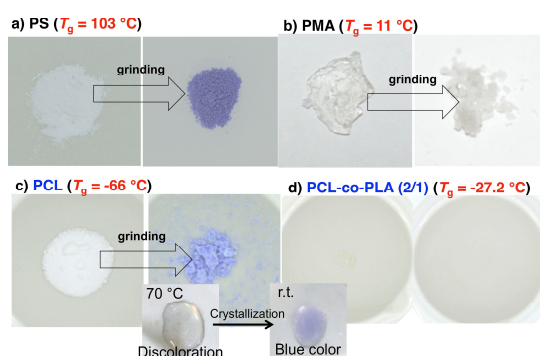 a) PS (Tg = 103 °C)
grinding
b) PMA (Tg = 11 °C)
grinding
c) PCL (Tg = -66 °C)
grinding
d) PCL-co-PLA (2/1) (Tg = -27.2 °C)
70 °C
Crystallization
r.t.
Discoloration
Blue color